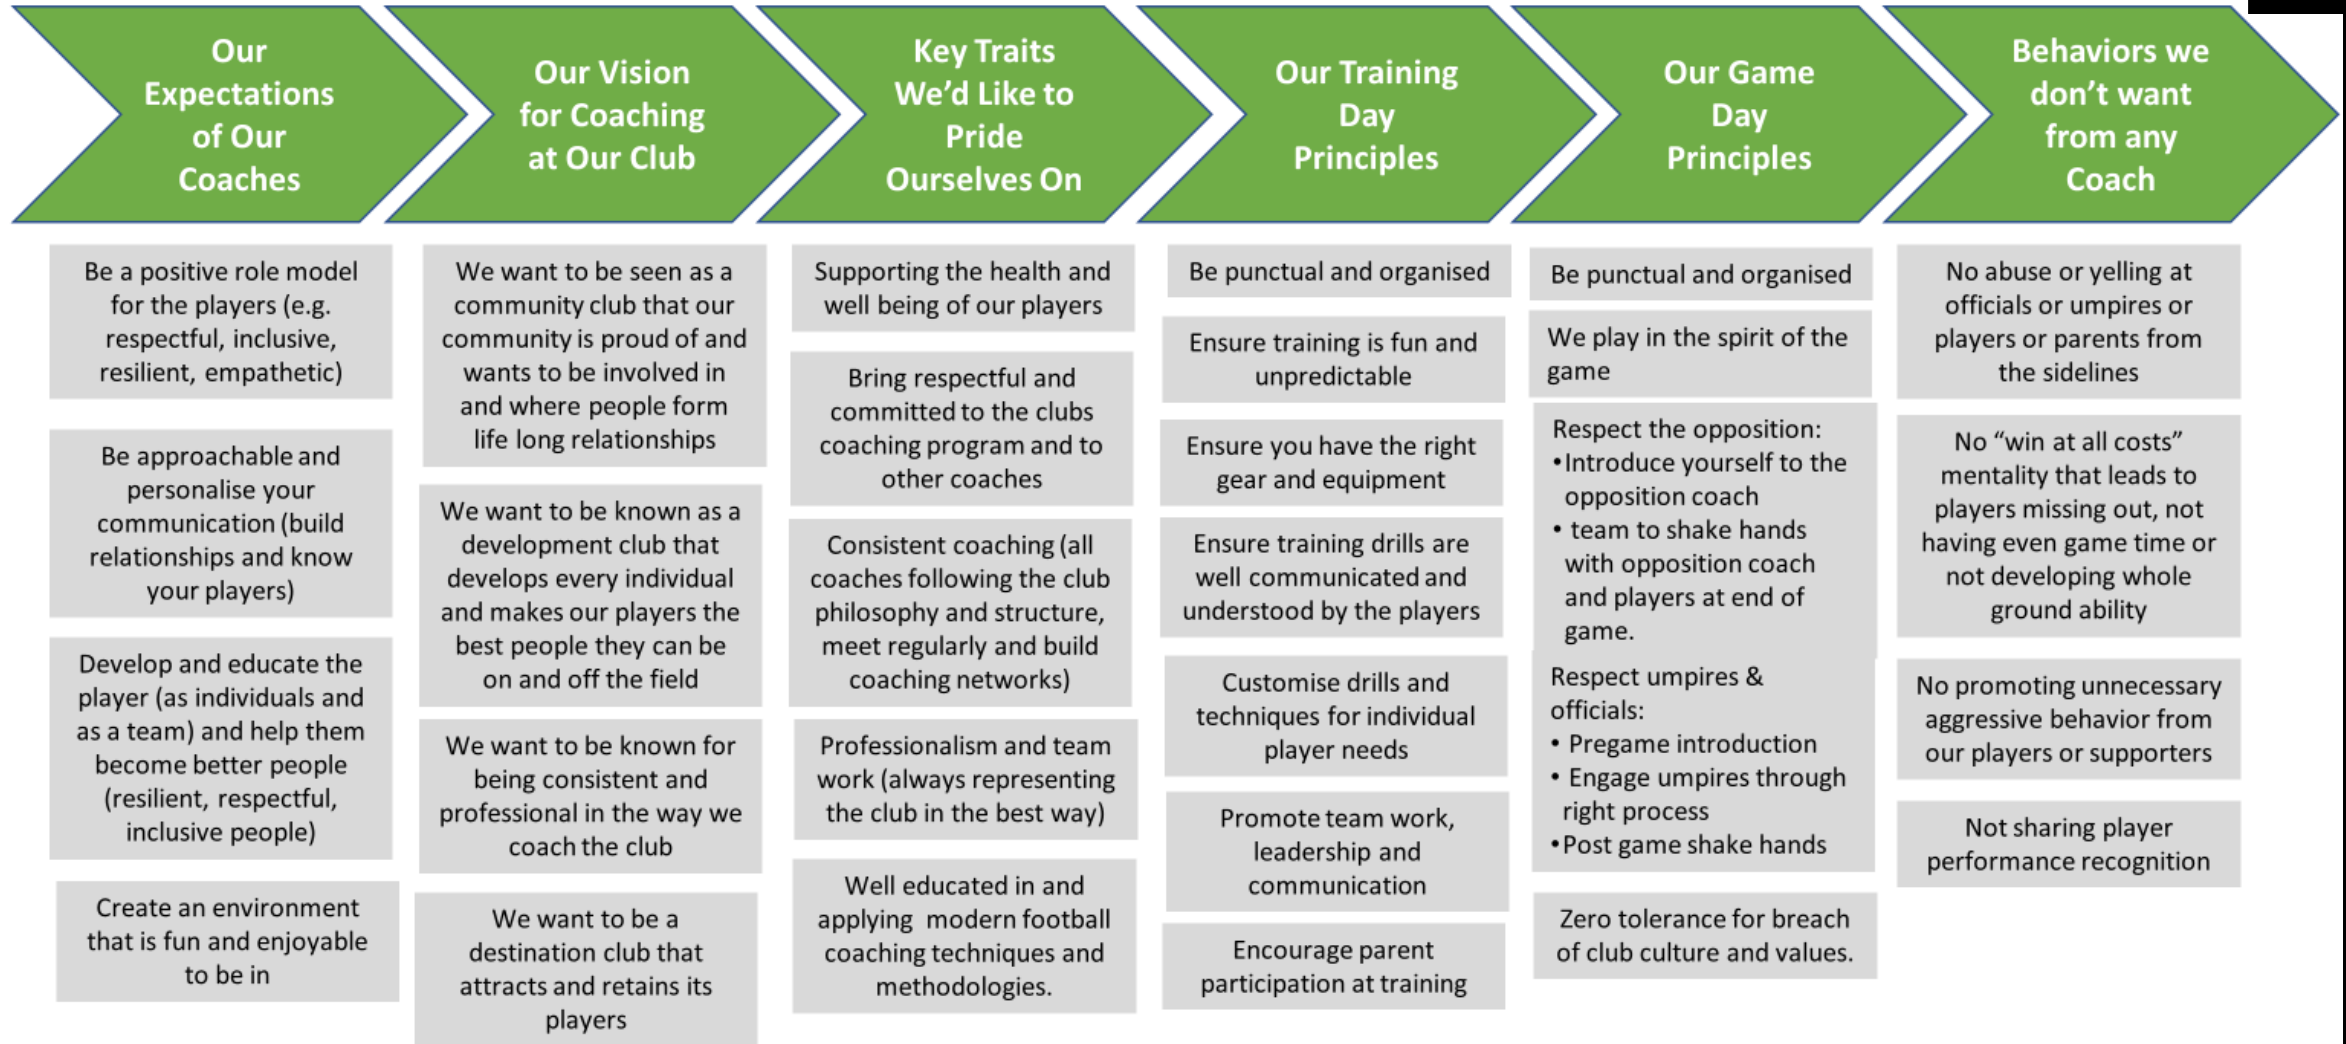 Our
Expectations
of Our
Coaches
Our Vision
for Coaching
at Our Club
Key Traits
We'd Like to
Pride
Ourselves On
Our Training
Day
Principles
Our Game
Day
Principles
Behaviors we
don't want
from any
Coach
Be a positive role model
for the players (e.g.
respectful, inclusive,
resilient, empathetic)
Be approachable and
personalise your
communication (build
relationships and know
your players)
Develop and educate the
player (as individuals and
as a team) and help them
become better people
(resilient, respectful,
inclusive people)
Create an environment
that is fun and enjoyable
to be in
We want to be seen as a
community club that our
community is proud of and
wants to be involved in
and where people form
life long relationships
We want to be known as a
development club that
develops every individual
and makes our players the
best people they can be
on and off the field
We want to be known for
being consistent and
professional in the way we
coach the club
We want to be a
destination club that
attracts and retains its
players
Supporting the health and
well being of our players
Bring respectful and
committed to the clubs
coaching program and to
other coaches
Consistent coaching (all
coaches following the club
philosophy and structure,
meet regularly and build
coaching networks)
Professionalism and team
work (always representing
the club in the best way)
Well educated in and
applying modern football
coaching techniques and
methodologies.
Be punctual and organised
Ensure training is fun and
unpredictable
Ensure you have the right
gear and equipment
Ensure training drills are
well communicated and
understood by the players
Customise drills and
techniques for individual
player needs
Promote team work,
leadership and
communication
Encourage parent
participation at training
Be punctual and organised
We play in the spirit of the
game
Respect the opposition:
•Introduce yourself to the
opposition coach
• team to shake hands
with opposition coach
and players at end of
game.
Respect umpires &
officials:
• Pregame introduction
• Engage umpires through
right process
•Post game shake hands
Zero tolerance for breach
of club culture and values.
No abuse or yelling at
officials or umpires or
players or parents from
the sidelines
No “win at all costs”
mentality that leads to
players missing out, not
having even game time or
not developing whole
ground ability
No promoting unnecessary
aggressive behavior from
our players or supporters
Not sharing player
performance recognition